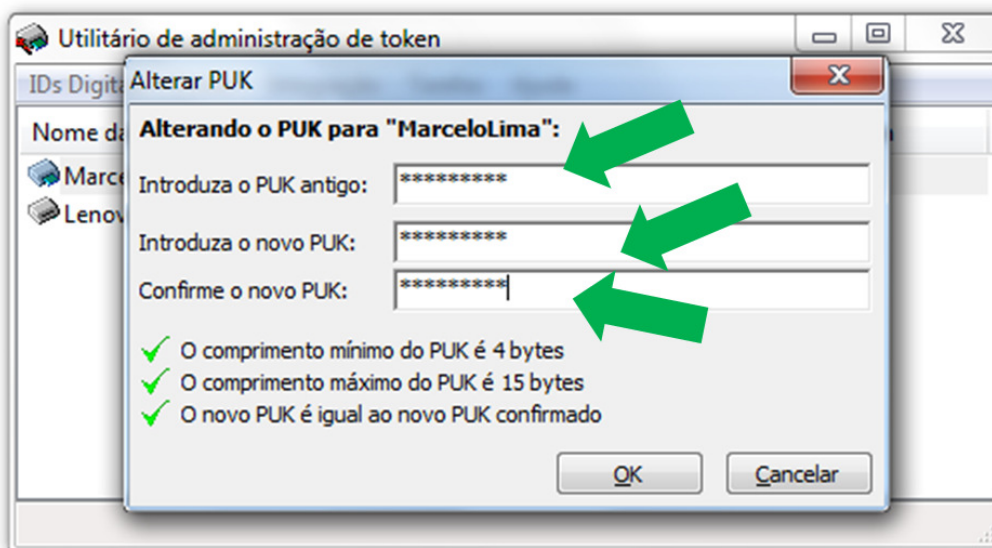 Utilitário de administração de token
IDs Digita
Alterar PUK
Nome da
Alterando o PUK para "MarceloLima":
Marce
Introduza o PUK antigo: *********
Lenov
Introduza o novo PUK: *********
Confirme o novo PUK: *********
O comprimento mínimo do PUK é 4 bytes
O comprimento máximo do PUK é 15 bytes
O novo PUK é igual ao novo PUK confirmado
OK Cancelar